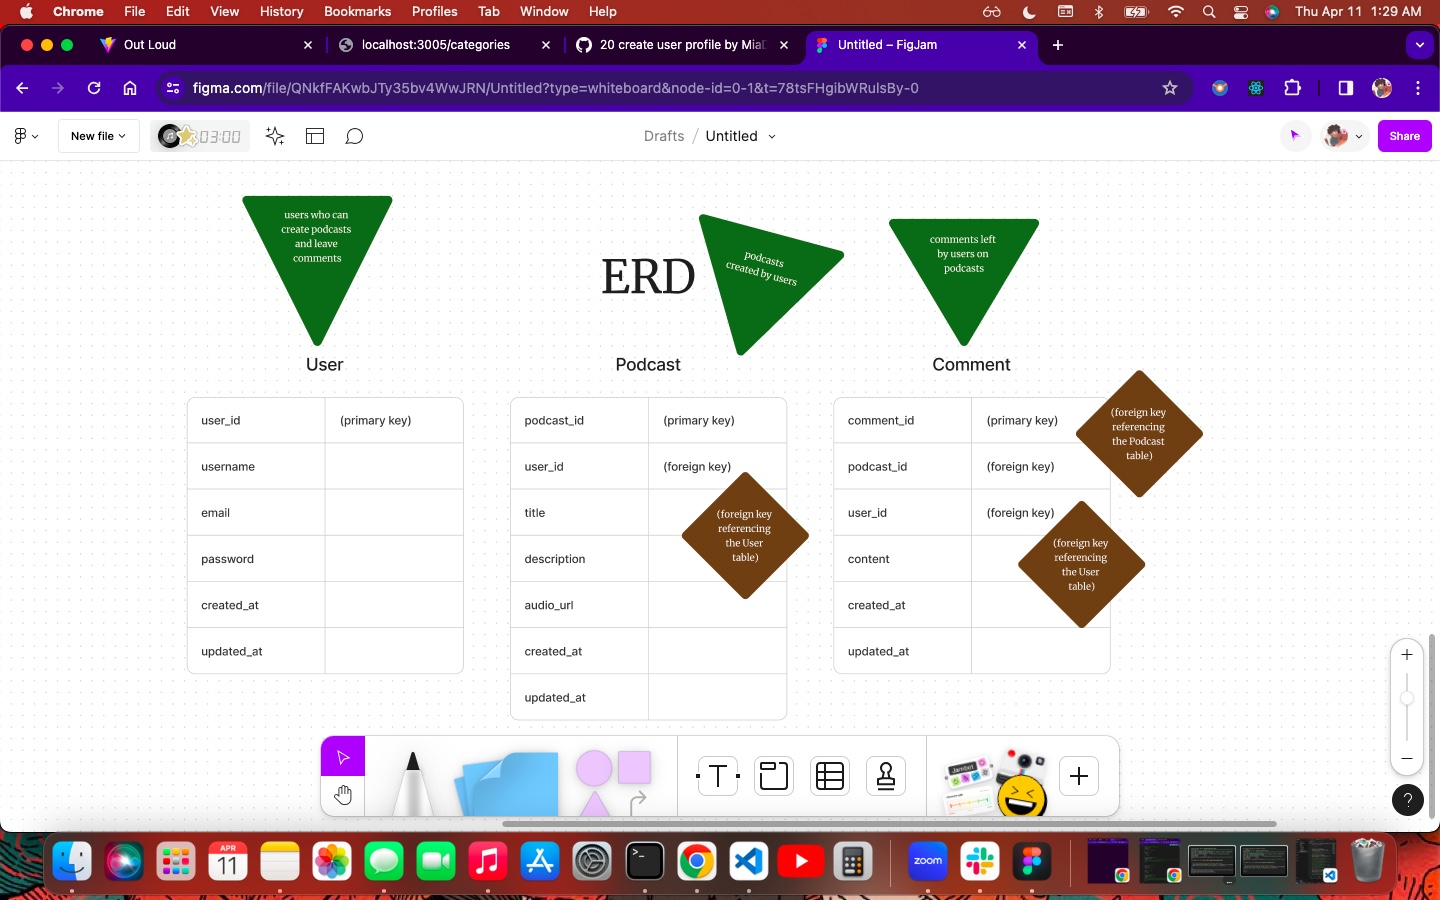 Chrome File Edit View History Bookmarks Profiles Tab Window Help Thu Apr 11 1:29 AM
Out Loud localhost:3005/categories 20 create user profile by Mia Untitled – FigJam
figma.com/file/QNkfFAKwbJTy35bv4WwJRN/Untitled?type=whiteboard&node-id=0-1&t=78tsFHgibWRulsBy-0
New file 03:00 Drafts / Untitled Share
users who can
create podcasts
and leave
comments
ERD
podcasts
created by users
comments left
by users on
podcasts
User
user_id (primary key)
username
email
password
created_at
updated_at
Podcast
podcast_id (primary key)
user_id (foreign key)
title
description
audio_url
created_at
updated_at
(foreign key
referencing
the User
table)
Comment
comment_id (primary key)
podcast_id (foreign key)
user_id (foreign key)
content
created_at
updated_at
(foreign key
referencing
the Podcast
table)
(foreign key
referencing
the User
table)
T
Jambot
?
APR
11
zoom